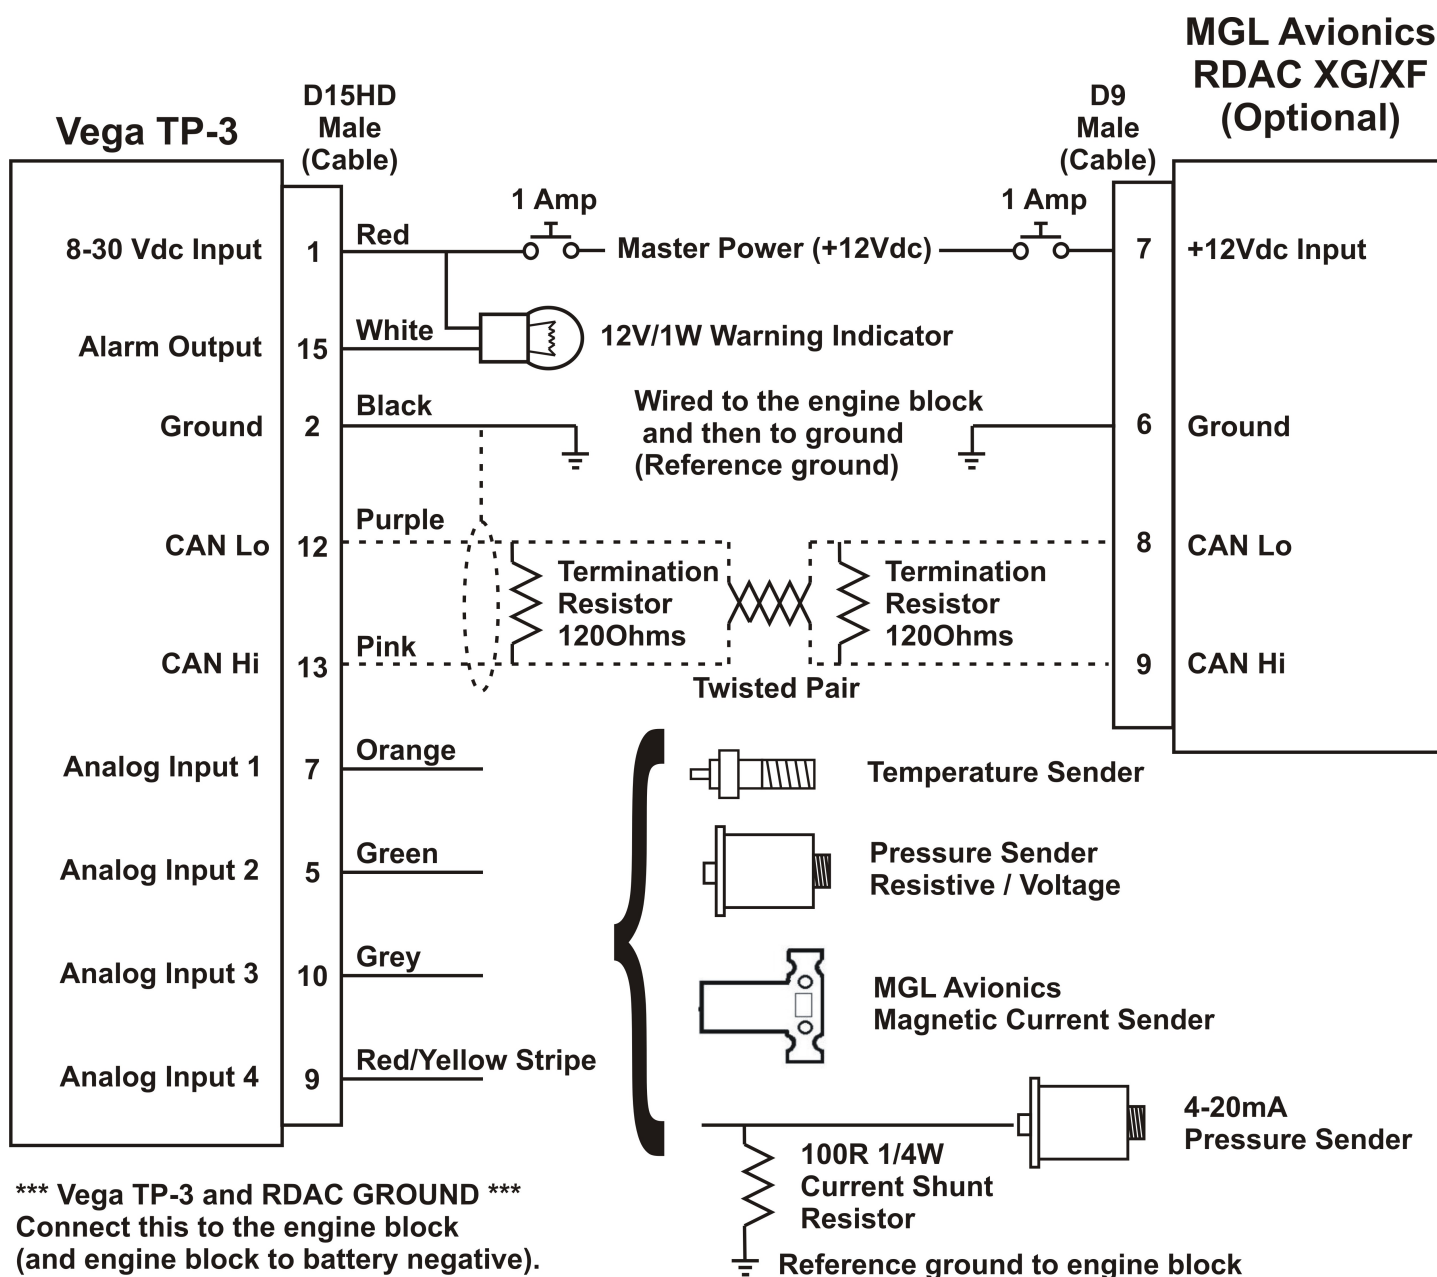 MGL Avionics
RDAC XG/XF
(Optional)
Vega TP-3
D15HD
Male
(Cable)
D9
Male
(Cable)
8-30 Vdc Input
1
Red
1 Amp
Master Power (+12Vdc)
1 Amp
7
+12Vdc Input
Alarm Output
15
White
12V/1W Warning Indicator
Ground
2
Black
Wired to the engine block
and then to ground
(Reference ground)
6
Ground
CAN Lo
12
Purple
Termination
Resistor
120Ohms
Termination
Resistor
120Ohms
8
CAN Lo
CAN Hi
13
Pink
Twisted Pair
9
CAN Hi
Analog Input 1
7
Orange
Temperature Sender
Analog Input 2
5
Green
Pressure Sender
Resistive / Voltage
Analog Input 3
10
Grey
MGL Avionics
Magnetic Current Sender
Analog Input 4
9
Red/Yellow Stripe
4-20mA
Pressure Sender
100R 1/4W
Current Shunt
Resistor
Reference ground to engine block
*** Vega TP-3 and RDAC GROUND ***
Connect this to the engine block
(and engine block to battery negative).